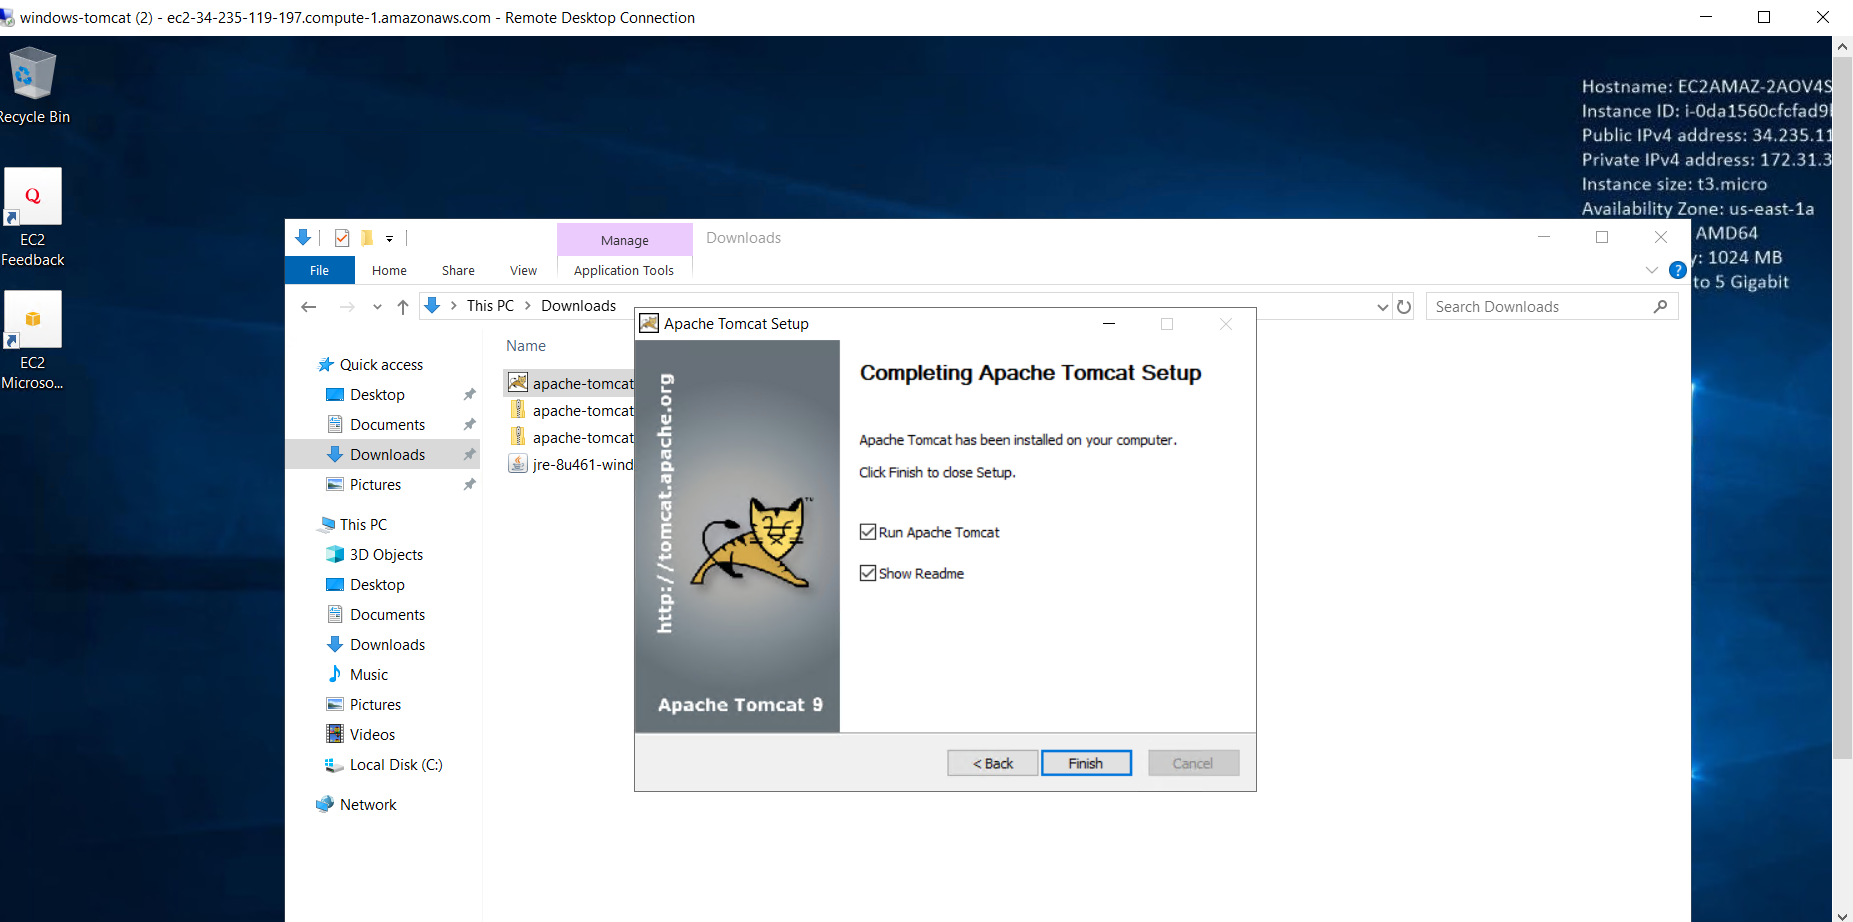 windows-tomcat (2) - ec2-34-235-119-197.compute-1.amazonaws.com - Remote Desktop Connection
Recycle Bin
EC2
Feedback
EC2
Microso...
Hostname: EC2AMAZ-2AOV4S
Instance ID: i-0da1560cfcfad9
Public IPv4 address: 34.235.11
Private IPv4 address: 172.31.3
Instance size: t3.micro
Availability Zone: us-east-1a
AMD64
y: 1024 MB
to 5 Gigabit
Manage
Downloads
File
Home
Share
View
Application Tools
This PC
Downloads
Search Downloads
Name
apache-tomcat
apache-tomcat
apache-tomcat
jre-8u461-wind
Quick access
Desktop
Documents
Downloads
Pictures
This PC
3D Objects
Desktop
Documents
Downloads
Music
Pictures
Videos
Local Disk (C:)
Network
Apache Tomcat Setup
http://tomcat.apache.org
Apache Tomcat 9
Completing Apache Tomcat Setup
Apache Tomcat has been installed on your computer.
Click Finish to close Setup.
Run Apache Tomcat
Show Readme
< Back
Finish
Cancel